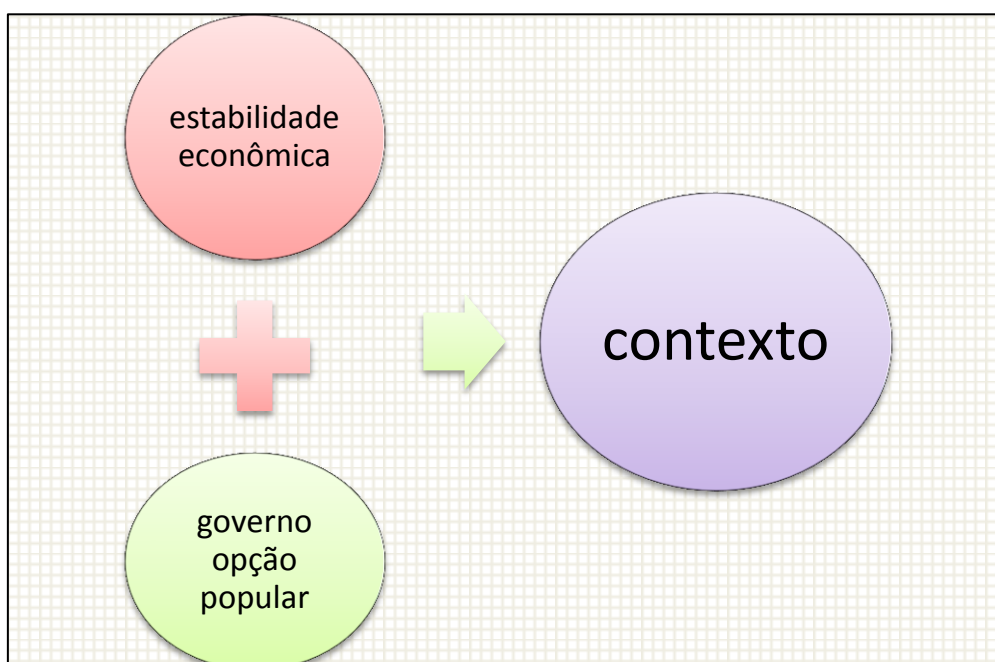 estabilidade
econômica
governo
opção
popular
contexto